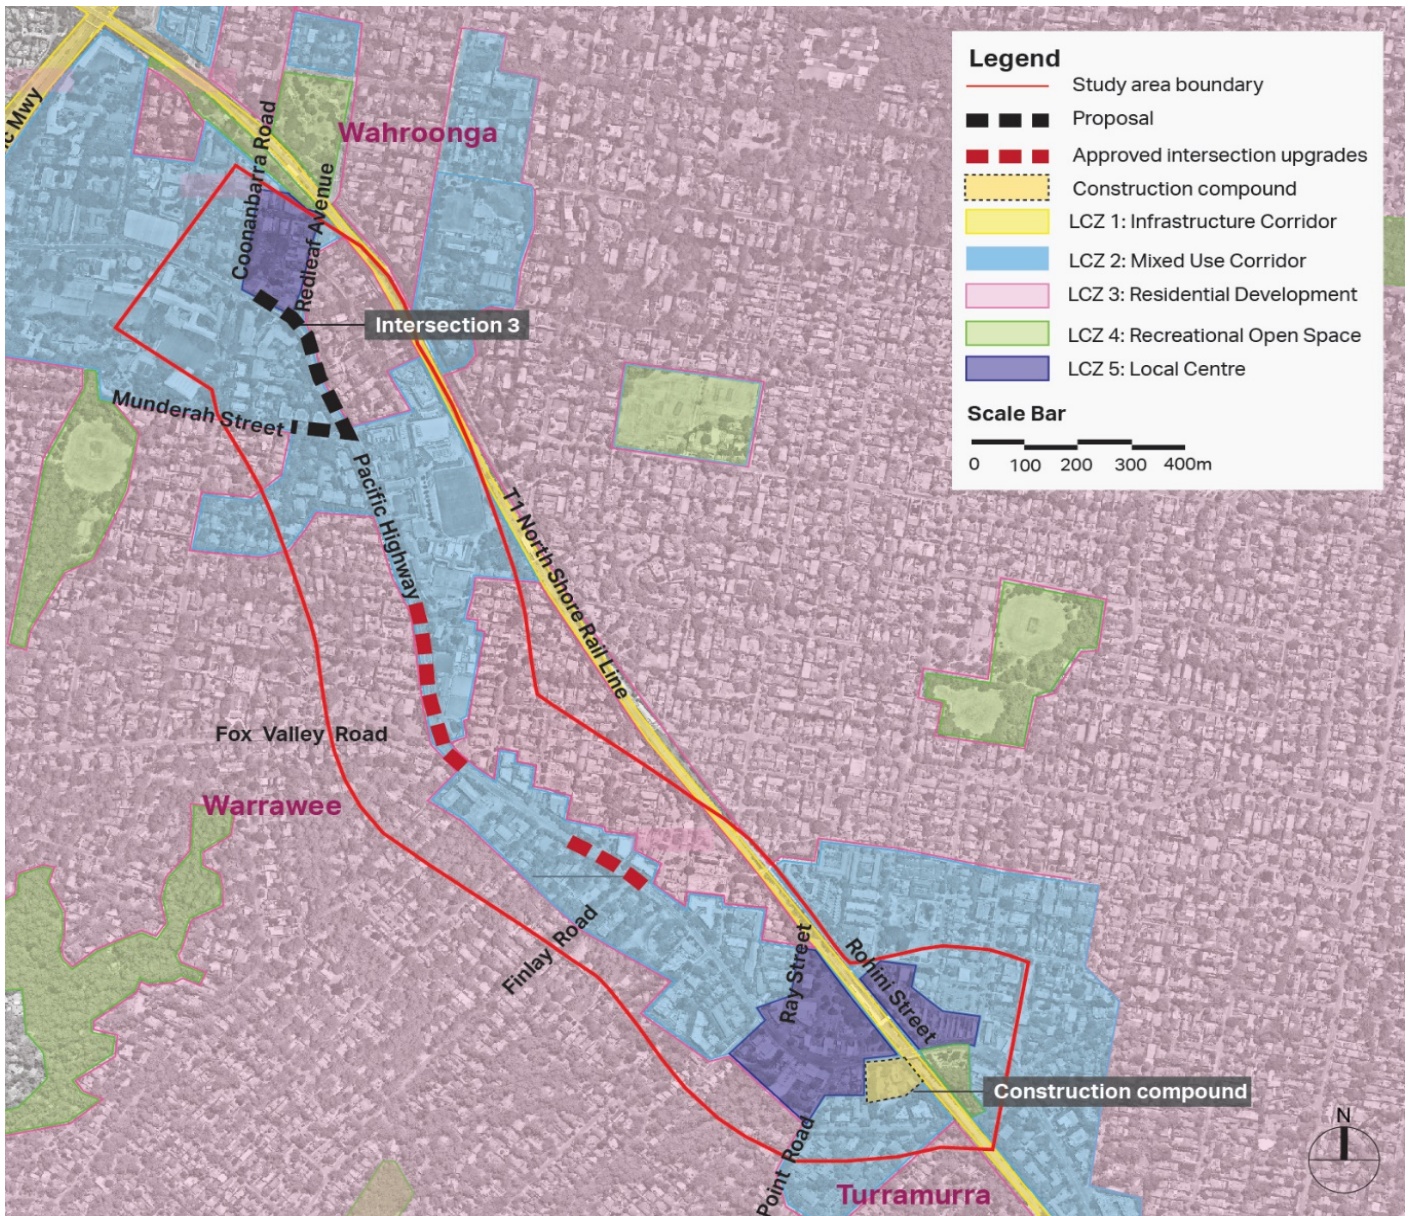 Legend
Study area boundary
Proposal
Approved intersection upgrades
Construction compound
LCZ 1: Infrastructure Corridor
LCZ 2: Mixed Use Corridor
LCZ 3: Residential Development
LCZ 4: Recreational Open Space
LCZ 5: Local Centre
Scale Bar
0 100 200 300 400m
ic Mwy
Coonanbarra Road
Wahroonga
Redleaf Avenue
Intersection 3
Munderah Street
Pacific Highway
T1 North Shore Rail Line
Fox Valley Road
Warrawee
Finlay Road
Ray Street
Rohini Street
Construction compound
Point Road
Turramurra
N